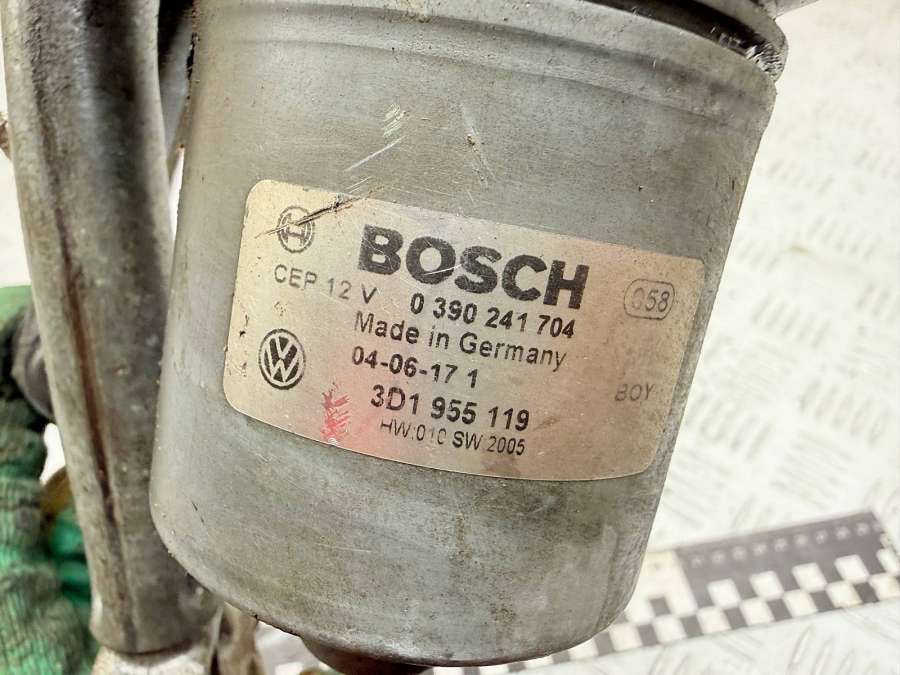 BOSCH
CEP 12 V 0 390 241 704
Made in Germany
04-06-17 1
3D1 955 119
HW:010 SW 2005
058
BOY